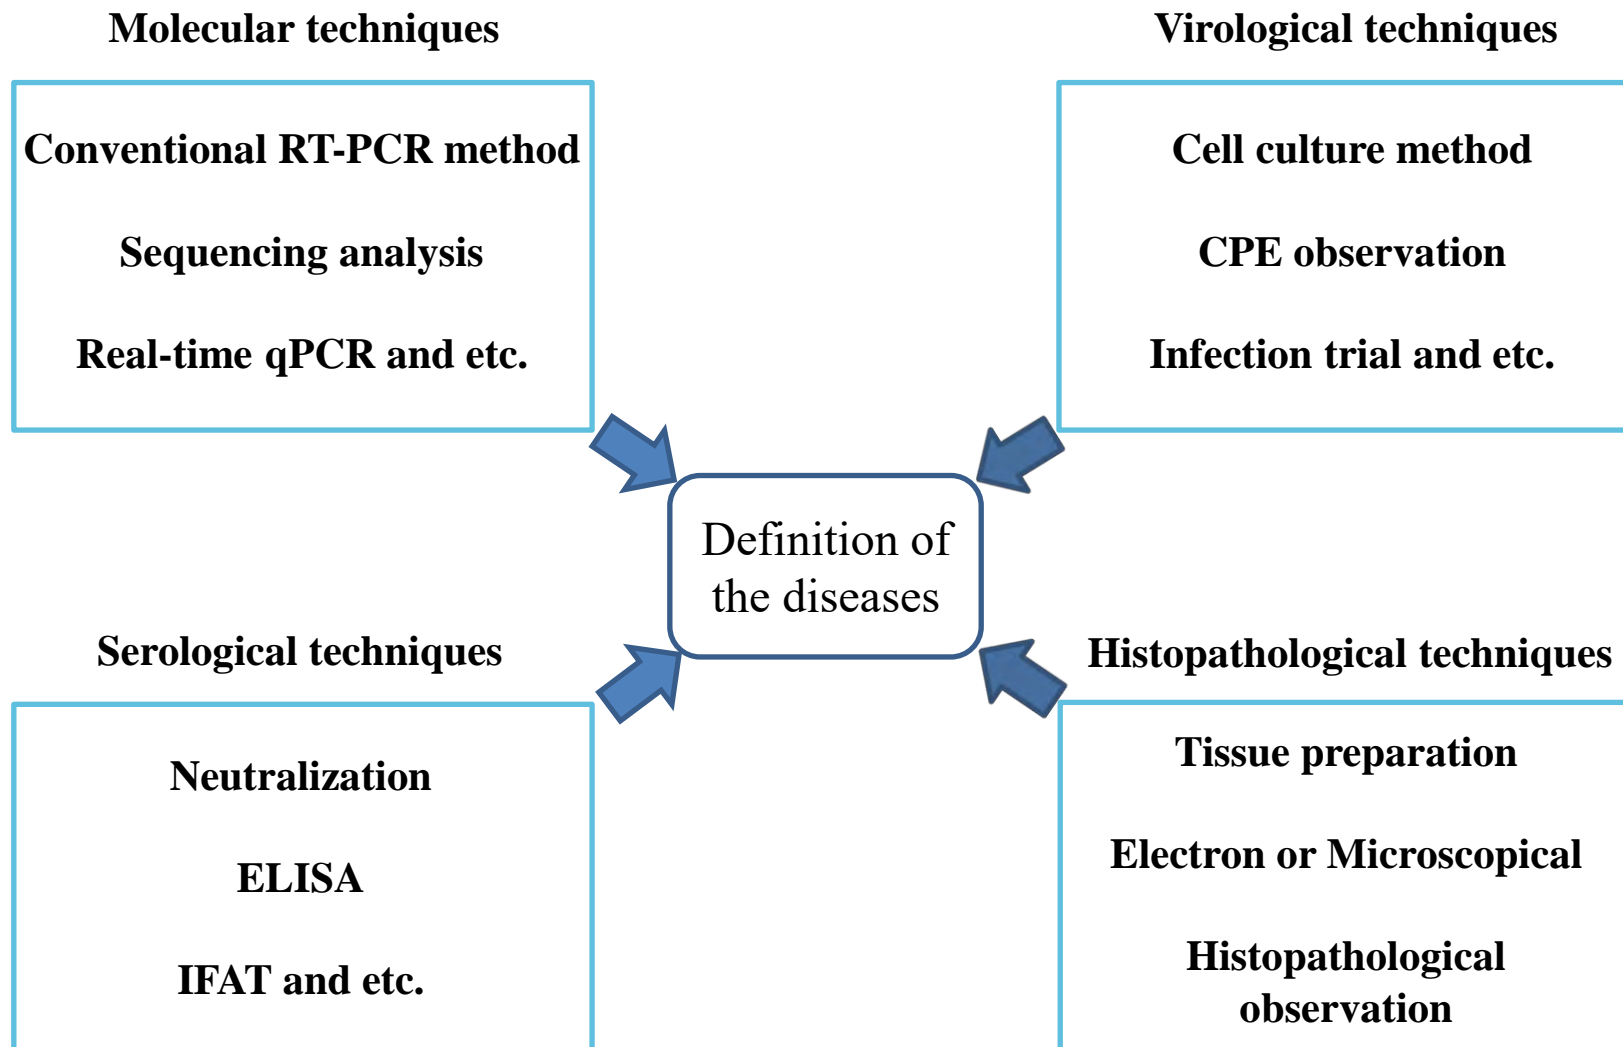 Molecular techniques
Conventional RT-PCR method
Sequencing analysis
Real-time qPCR and etc.
Virological techniques
Cell culture method
CPE observation
Infection trial and etc.
Definition of
the diseases
Serological techniques
Neutralization
ELISA
IFAT and etc.
Histopathological techniques
Tissue preparation
Electron or Microscopical
Histopathological
observation